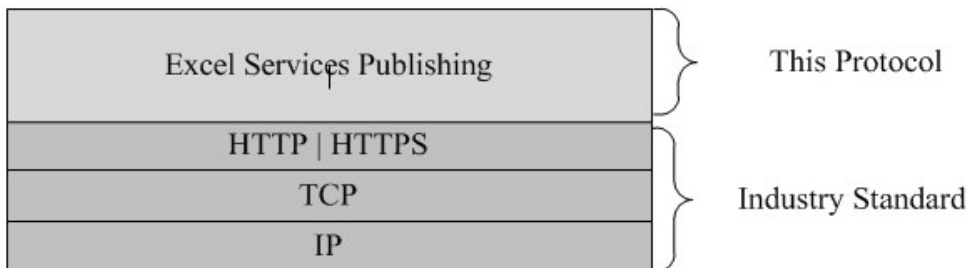 Excel Services Publishing
This Protocol
HTTP | HTTPS
TCP
Industry Standard
IP